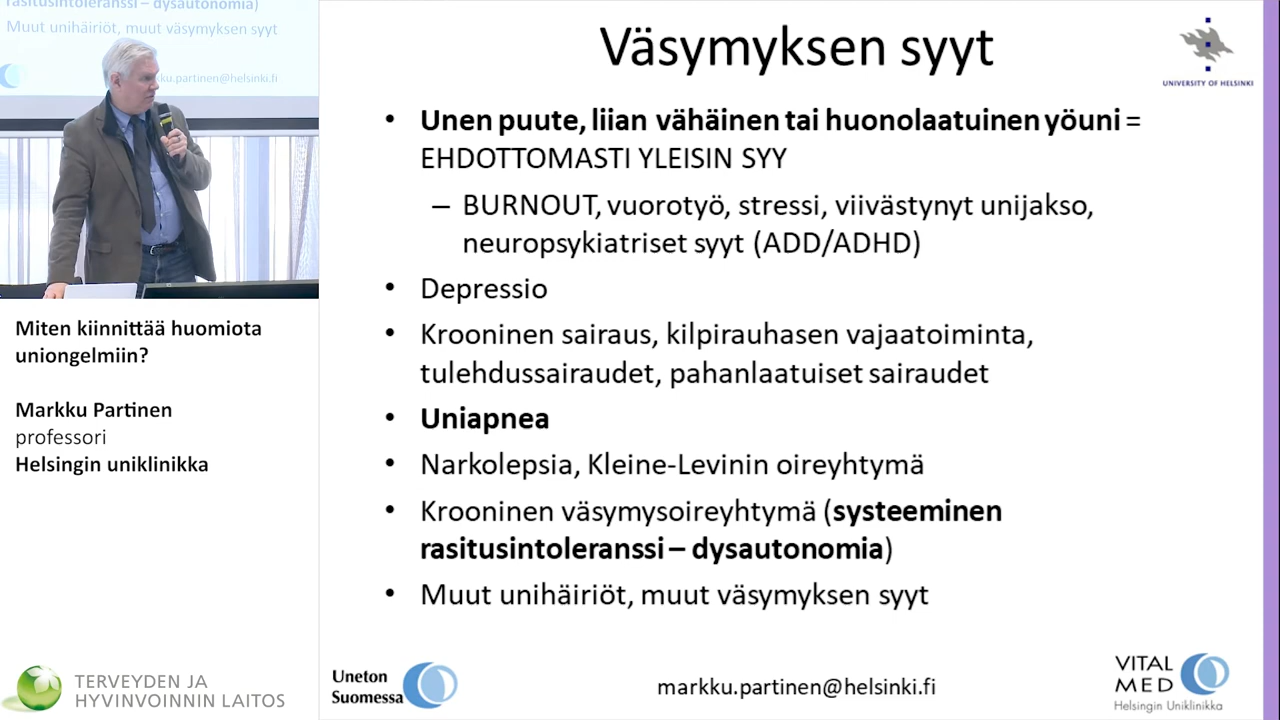 rasitusintoleranssi – dysautonomia)
Muut unihäiriöt, muut väsymyksen syyt
ku.partinen@helsinki.fi
Miten kiinnittää huomiota
uniongelmiin?
Markku Partinen
professori
Helsingin uniklinikka
TERVEYDEN JA
HYVINVOINNIN LAITOS
Väsymyksen syyt
UNIVERSITY OF HELSINKI
• Unen puute, liian vähäinen tai huonolaatuinen yöuni =
EHDOTTOMASTI YLEISIN SYY
– BURNOUT, vuorotyö, stressi, viivästynyt unijakso,
neuropsykiatriset syyt (ADD/ADHD)
• Depressio
• Krooninen sairaus, kilpirauhasen vajaatoiminta,
tulehdussairaudet, pahanlaatuiset sairaudet
• Uniapnea
• Narkolepsia, Kleine-Levinin oireyhtymä
• Krooninen väsymysoireyhtymä (systeeminen
rasitusintoleranssi – dysautonomia)
• Muut unihäiriöt, muut väsymyksen syyt
Uneton
Suomessa
markku.partinen@helsinki.fi
VITAL
MED
Helsingin Uniklinikka